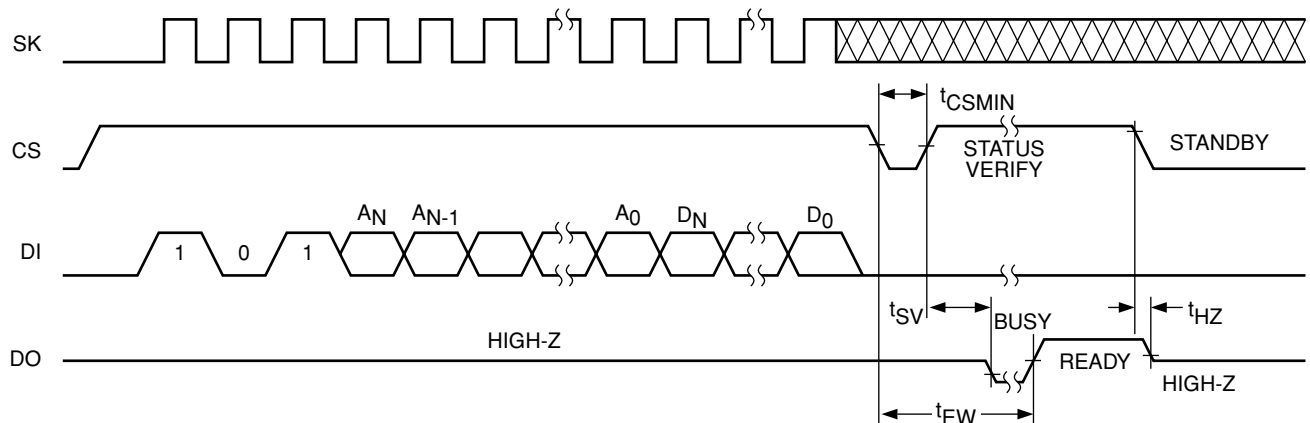 SK
tCSMIN
CS
STATUS
VERIFY
STANDBY
AN AN-1 A0 DN D0
DI
1 0 1
tSV
BUSY
tHZ
HIGH-Z
DO
READY
HIGH-Z
tEW